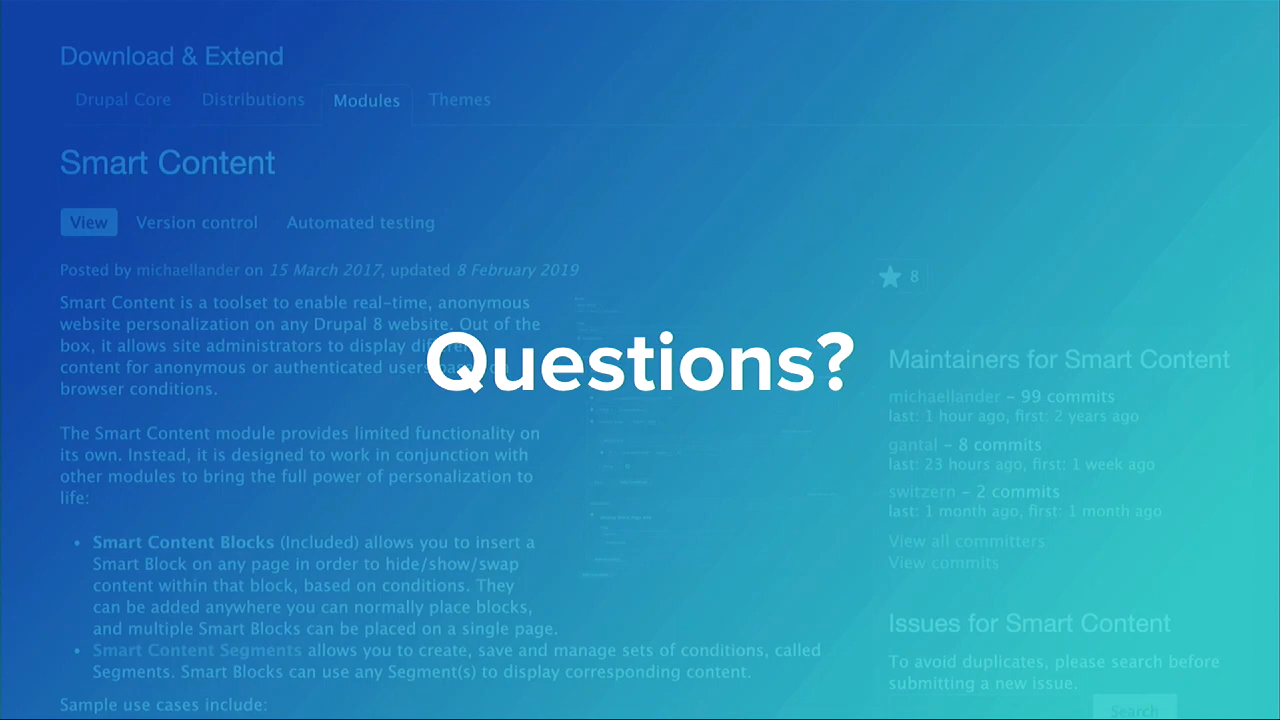 Download & Extend
Drupal Core Distributions Modules Themes
Smart Content
View Version control Automated testing
Posted by michaellander on 15 March 2017, updated 8 February 2019
Smart Content is a toolset to enable real-time, anonymous
website personalization on any Drupal 8 website. Out of the
box, it allows site administrators to display
content for anonymous or authenticated users
browser conditions.
The Smart Content module provides limited functionality on
its own. Instead, it is designed to work in conjunction with
other modules to bring the full power of personalization to
life:
• Smart Content Blocks (Included) allows you to insert a
Smart Block on any page in order to hide/show/swap
content within that block, based on conditions. They
can be added anywhere you can normally place blocks,
and multiple Smart Blocks can be placed on a single page.
• Smart Content Segments allows you to create, save and manage sets of conditions, called
Segments. Smart Blocks can use any Segment(s) to display corresponding content.
Sample use cases include:
Questions?
8
Maintainers for Smart Content
michaellander – 99 commits
last: 1 hour ago, first: 2 years ago
gantal – 8 commits
last: 23 hours ago, first: 1 week ago
switzern – 2 commits
last: 1 month ago, first: 1 month ago
View all committers
View commits
Issues for Smart Content
To avoid duplicates, please search before
submitting a new issue.
Search